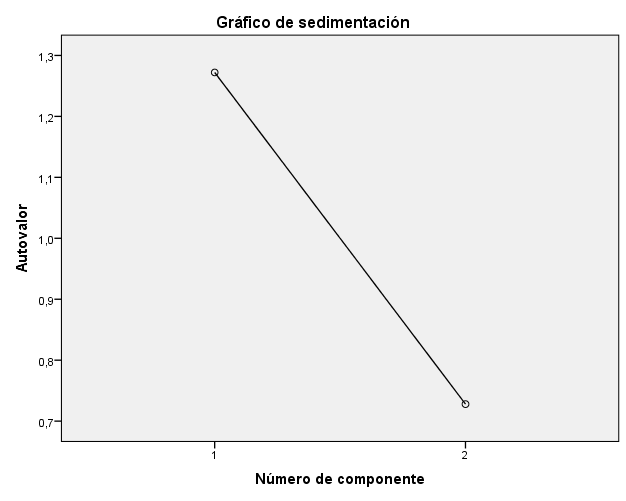 Gráfico de sedimentación
1,3
1,2
1,1
1,0
0,9
0,8
0,7
Autovalor
1 2
Número de componente